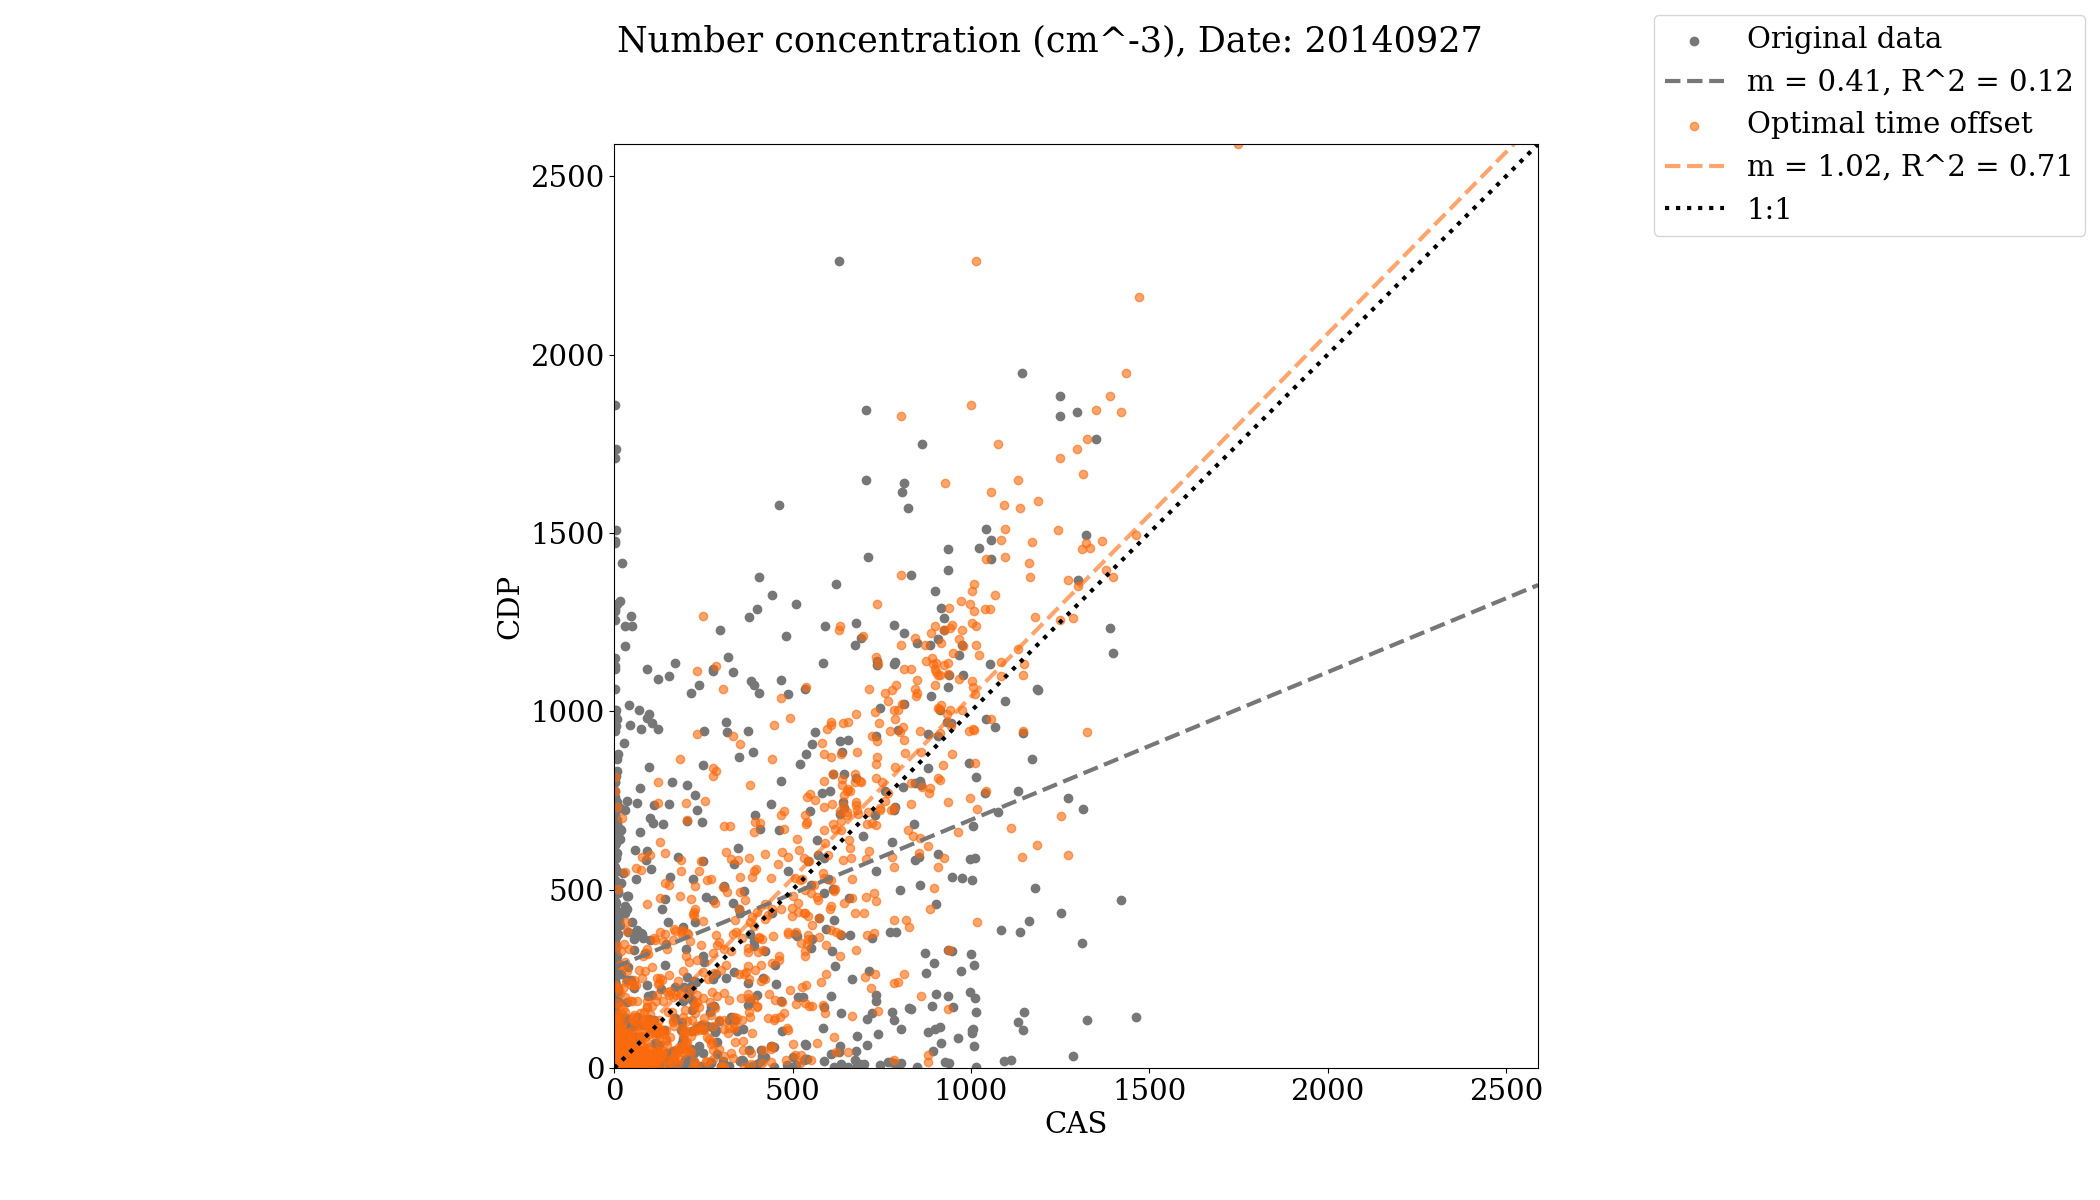 Number concentration (cm^-3), Date: 20140927
Original data
m = 0.41, R^2 = 0.12
Optimal time offset
m = 1.02, R^2 = 0.71
1:1
2500
2000
1500
1000
500
0
CDP
0 500 1000 1500 2000 2500
CAS